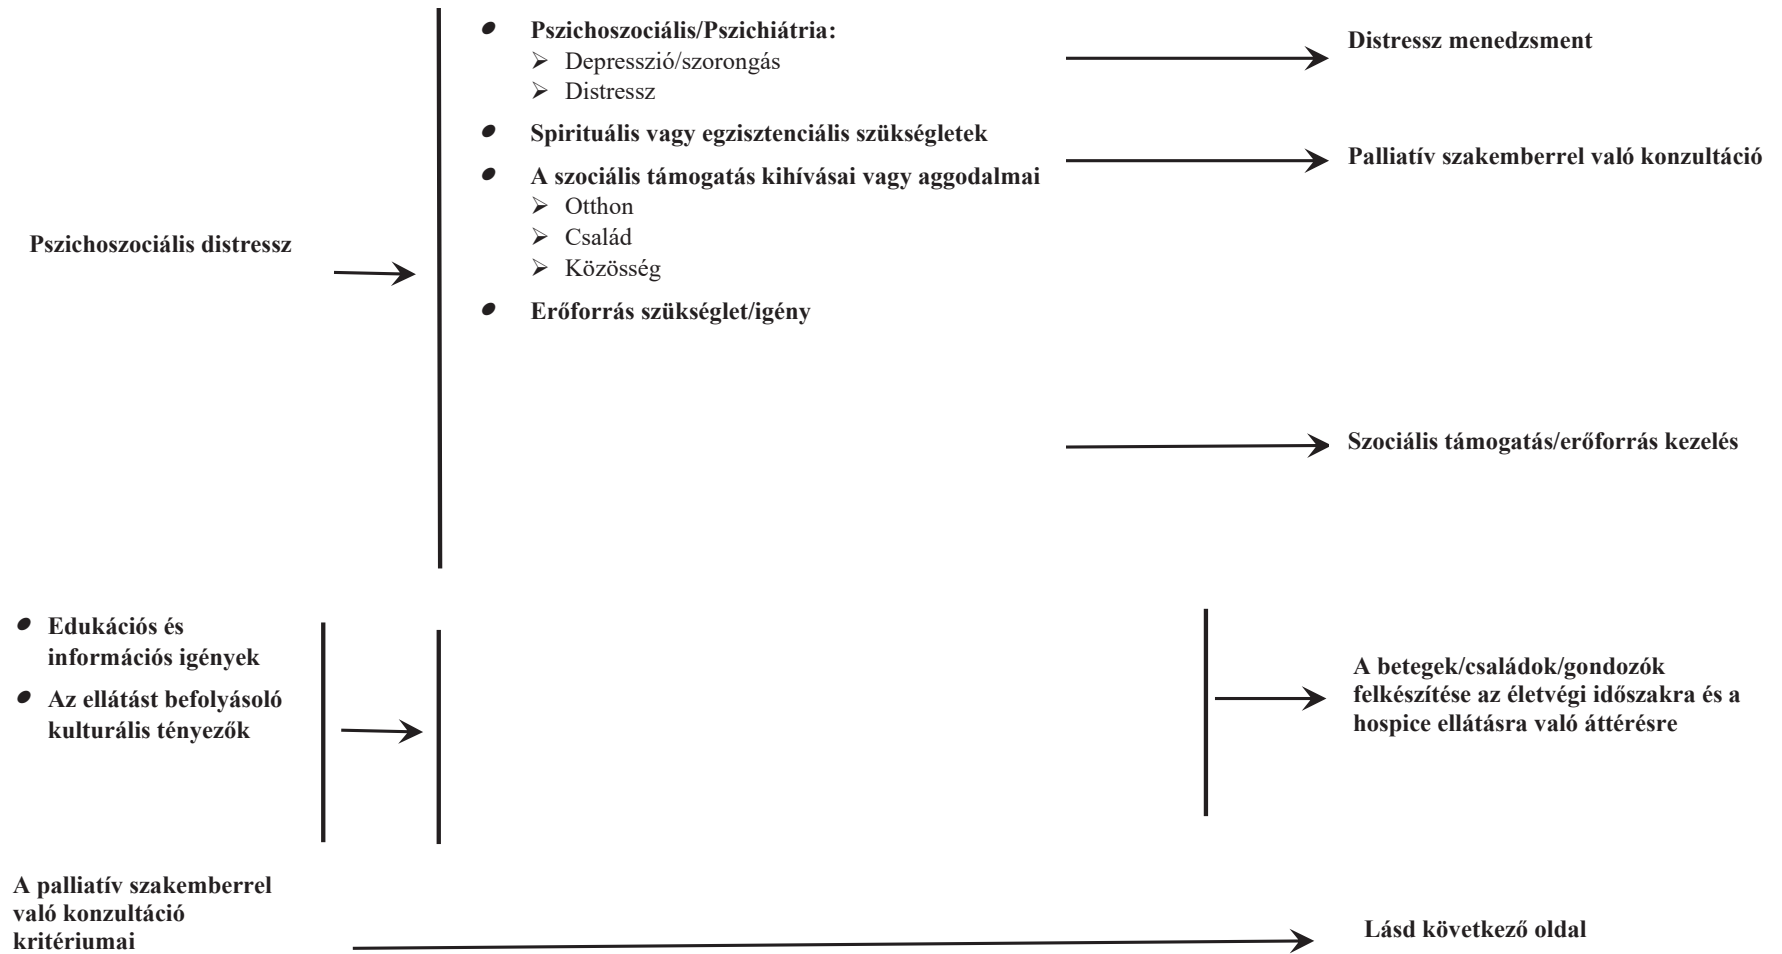 Pszichoszociális distressz
● Pszichoszociális/Pszichiátria:
➢ Depresszió/szorongás
➢ Distressz
● Spirituális vagy egzisztenciális szükségletek
● A szociális támogatás kihívásai vagy aggodalmai
➢ Otthon
➢ Család
➢ Közösség
● Erőforrás szükséglet/igény
Distressz menedzsment
Palliatív szakemberrel való konzultáció
Szociális támogatás/erőforrás kezelés
● Edukációs és
információs igények
● Az ellátást befolyásoló
kulturális tényezők
A betegek/családok/gondozók
felkészítése az életvégi időszakra és a
hospice ellátásra való áttérésre
A palliatív szakemberrel
való konzultáció
kritériumai
Lásd következő oldal